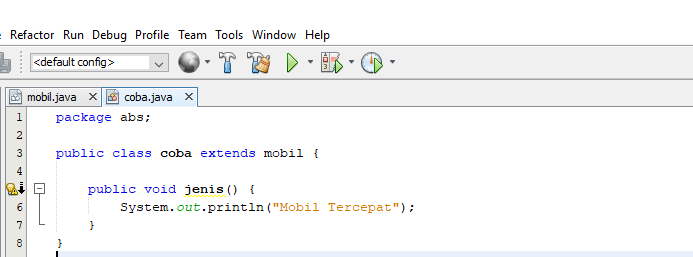 Refactor Run Debug Profile Team Tools Window Help
<default config>
mobil.java coba.java
1 package abs;
2
3 public class coba extends mobil {
4
public void jenis() {
6 System.out.println("Mobil Tercepat");
7 }
8 }